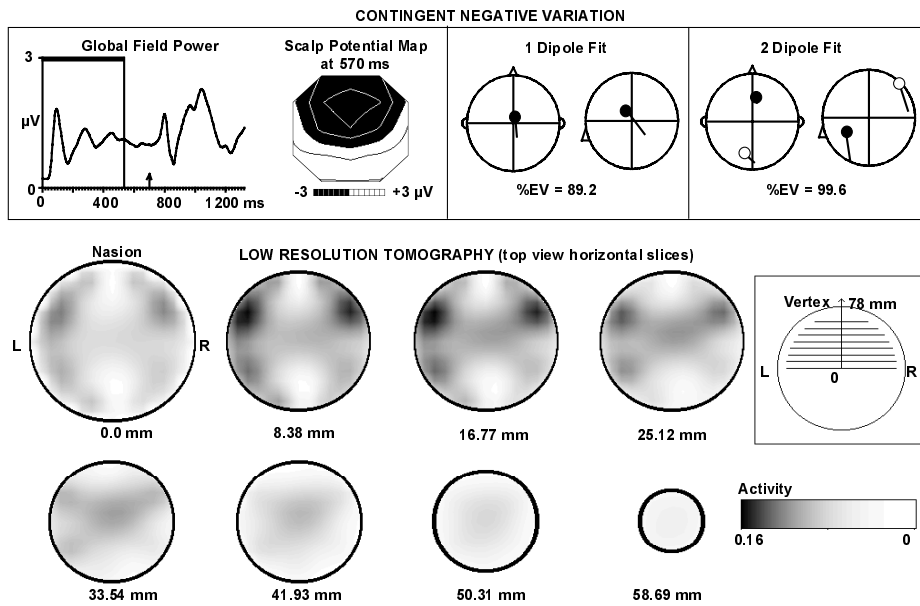 CONTINGENT NEGATIVE VARIATION
Global Field Power
3
µV
0
0 400 800 1200 ms
Scalp Potential Map
at 570 ms
-3 +3 µV
1 Dipole Fit
%EV = 89.2
2 Dipole Fit
%EV = 99.6
Nasion
LOW RESOLUTION TOMOGRAPHY (top view horizontal slices)
L R
0.0 mm 8.38 mm 16.77 mm 25.12 mm
Vertex 78 mm
L R
0
33.54 mm 41.93 mm 50.31 mm 58.69 mm
Activity
0.16 0